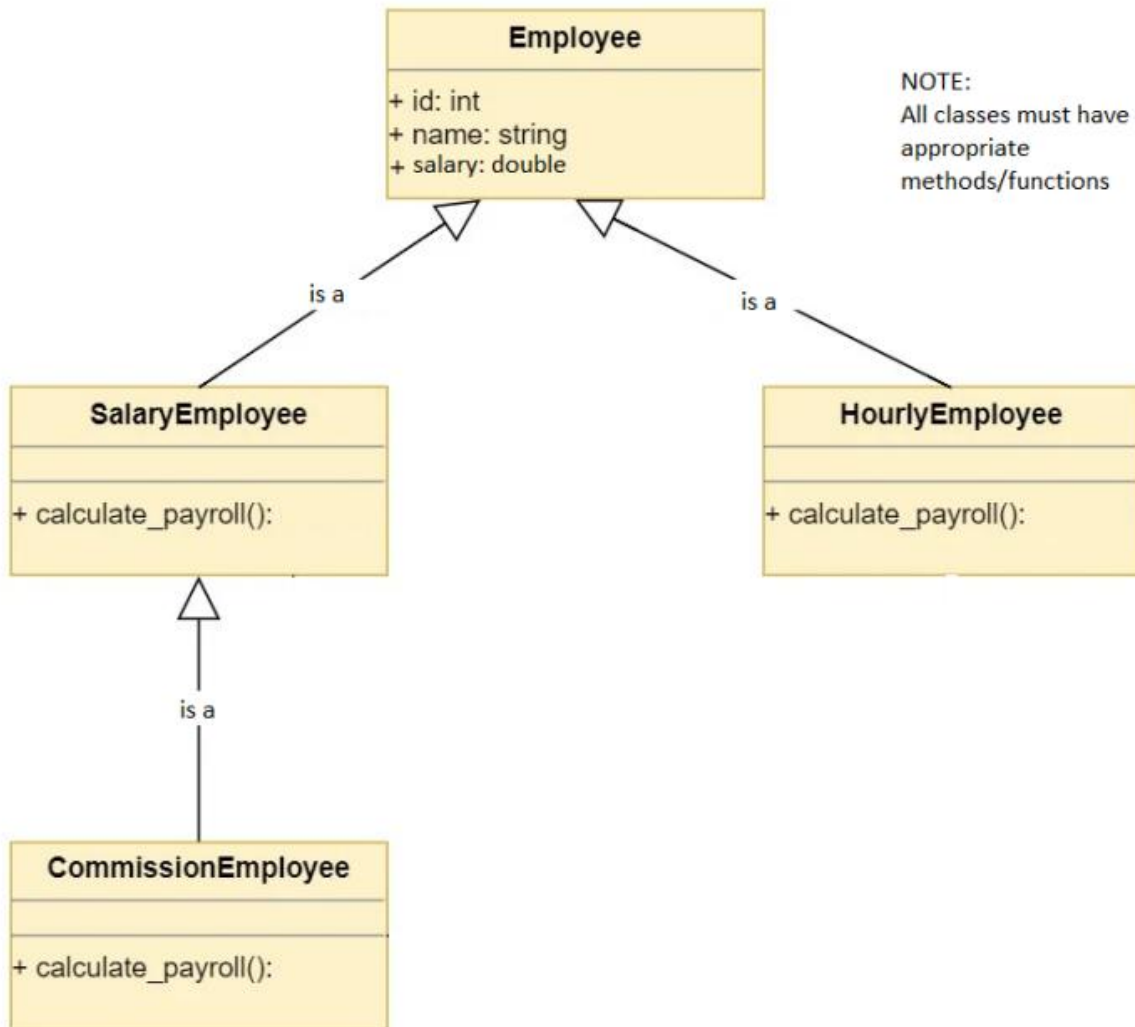 Employee
+ id: int
+ name: string
+ salary: double
NOTE:
All classes must have
appropriate
methods/functions
is a
is a
SalaryEmployee
+ calculate_payroll():
HourlyEmployee
+ calculate_payroll():
is a
CommissionEmployee
+ calculate_payroll():